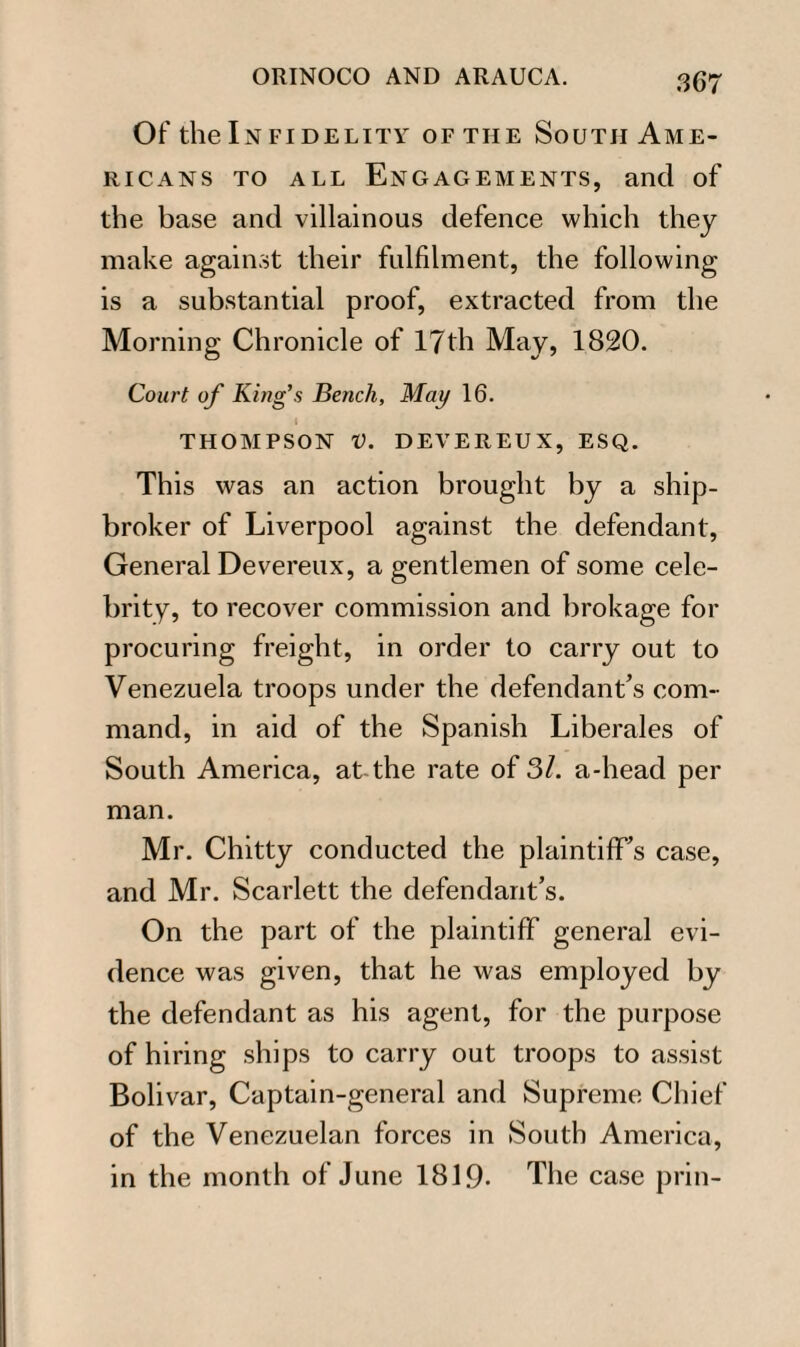 ORINOCO AND ARAUCA. 367
Of the INFIDELITY OF THE SOUTH AME-
RICANS TO ALL ENGAGEMENTS, and of
the base and villainous defence which they
make against their fulfilment, the following
is a substantial proof, extracted from the
Morning Chronicle of 17th May, 1820.
Court of King's Bench, May 16.
THOMPSON v. DEVEREUX, ESQ.
This was an action brought by a ship-
broker of Liverpool against the defendant,
General Devereux, a gentlemen of some cele-
brity, to recover commission and brokage for
procuring freight, in order to carry out to
Venezuela troops under the defendant's com-
mand, in aid of the Spanish Liberales of
South America, at the rate of 3l. a-head per
man.
Mr. Chitty conducted the plaintiff's case,
and Mr. Scarlett the defendant's.
On the part of the plaintiff general evi-
dence was given, that he was employed by
the defendant as his agent, for the purpose
of hiring ships to carry out troops to assist
Bolivar, Captain-general and Supreme Chief
of the Venezuelan forces in South America,
in the month of June 1819. The case prin-